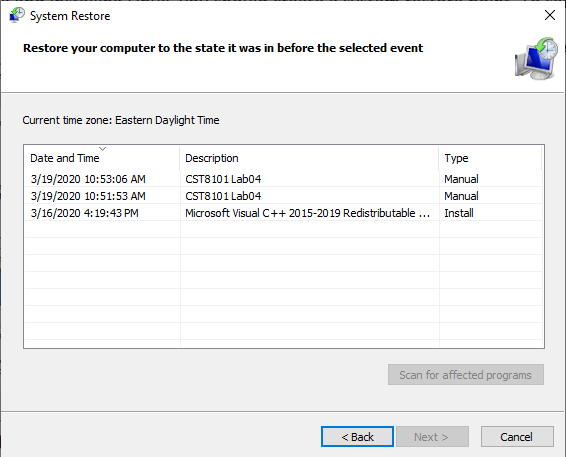 System Restore
Restore your computer to the state it was in before the selected event
Current time zone: Eastern Daylight Time
Date and Time Description Type
3/19/2020 10:53:06 AM CST8101 Lab04 Manual
3/19/2020 10:51:53 AM CST8101 Lab04 Manual
3/16/2020 4:19:43 PM Microsoft Visual C++ 2015-2019 Redistributable ... Install
Scan for affected programs
< Back Next > Cancel